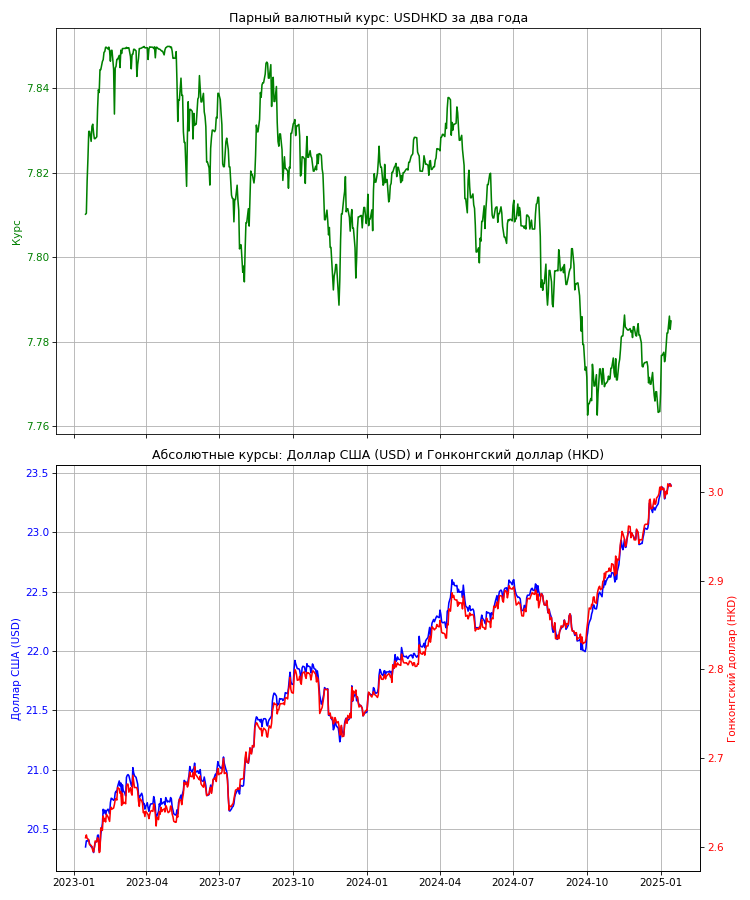 Парный валютный курс: USDHKD за два года
Курс
7.84
7.82
7.80
7.78
7.76
Абсолютные курсы: Доллар США (USD) и Гонконгский доллар (HKD)
Доллар США (USD)
23.5
23.0
22.5
22.0
21.5
21.0
20.5
3.0
2.9
2.8
2.7
2.6
Гонконгский доллар (HKD)
2023-01 2023-04 2023-07 2023-10 2024-01 2024-04 2024-07 2024-10 2025-01